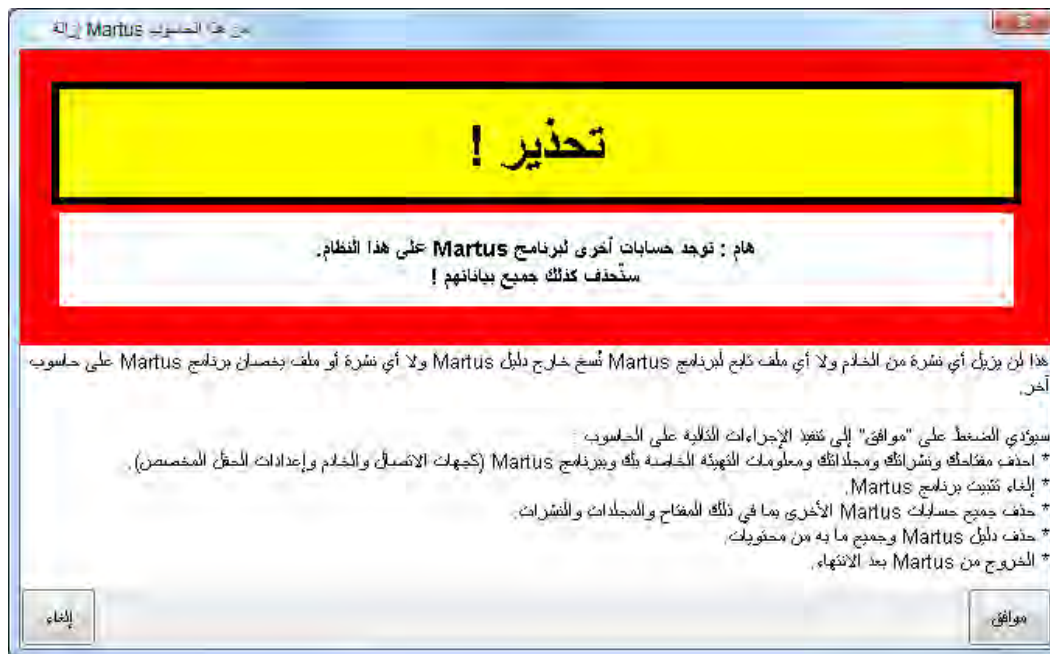 إزالة Martus من هذا الحاسوب
تحذير !
هام : توجد حسابات أخرى لبرنامج Martus على هذا النظام.
ستُحذف كذلك جميع بياناتهم !
هذا لن يزيل أي نشرة من الخادم ولا أي ملف تابع لبرنامج Martus نُسخ خارج دليل Martus ولا أي نشرة أو ملف يخصان برنامج Martus على حاسوب
آخر.
سيؤدي الضغط على "موافق" إلى تنفيذ الإجراءات التالية على الحاسوب :
* احذف مفتاحك ونشراتك ومجلداتك ومعلومات التهيئة الخاصة بك وببرنامج Martus (كجهات الاتصال والخادم وإعدادات الحقل المخصص).
* إلغاء تثبيت برنامج Martus.
* حذف جميع حسابات Martus الأخرى بما في ذلك المفتاح والمجلدات والنشرات.
* حذف دليل Martus وجميع ما به من محتويات.
* الخروج من Martus بعد الانتهاء.
موافق
إلغاء